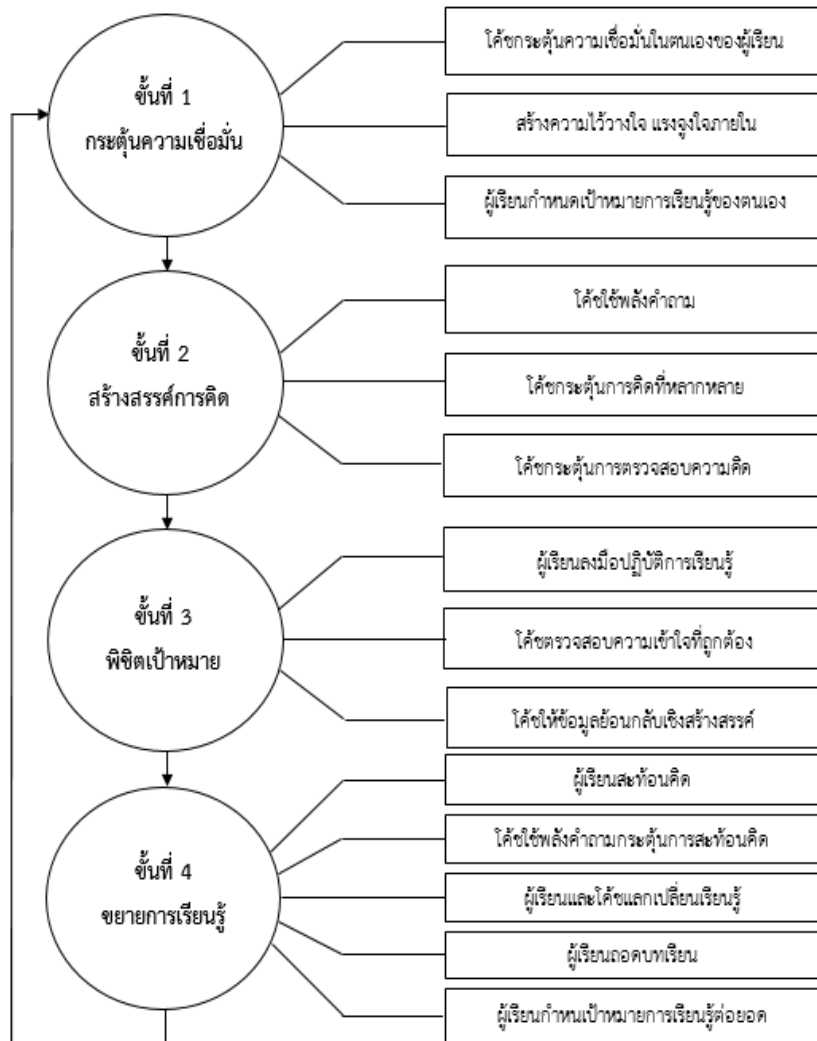 ขั้นที่ 1
กระตุ้นความเชื่อมั่น
โค้ชกระตุ้นความเชื่อมั่นในตนเองของผู้เรียน
สร้างความไว้วางใจ แรงจูงใจภายใน
ผู้เรียนกำหนดเป้าหมายการเรียนรู้ของตนเอง
ขั้นที่ 2
สร้างสรรค์การคิด
โค้ชใช้พลังคำถาม
โค้ชกระตุ้นการคิดที่หลากหลาย
โค้ชกระตุ้นการตรวจสอบความคิด
ขั้นที่ 3
พิชิตเป้าหมาย
ผู้เรียนลงมือปฏิบัติการเรียนรู้
โค้ชตรวจสอบความเข้าใจที่ถูกต้อง
โค้ชให้ข้อมูลย้อนกลับเชิงสร้างสรรค์
ขั้นที่ 4
ขยายการเรียนรู้
ผู้เรียนสะท้อนคิด
โค้ชใช้พลังคำถามกระตุ้นการสะท้อนคิด
ผู้เรียนและโค้ชแลกเปลี่ยนเรียนรู้
ผู้เรียนถอดบทเรียน
ผู้เรียนกำหนเป้าหมายการเรียนรู้ต่อยอด